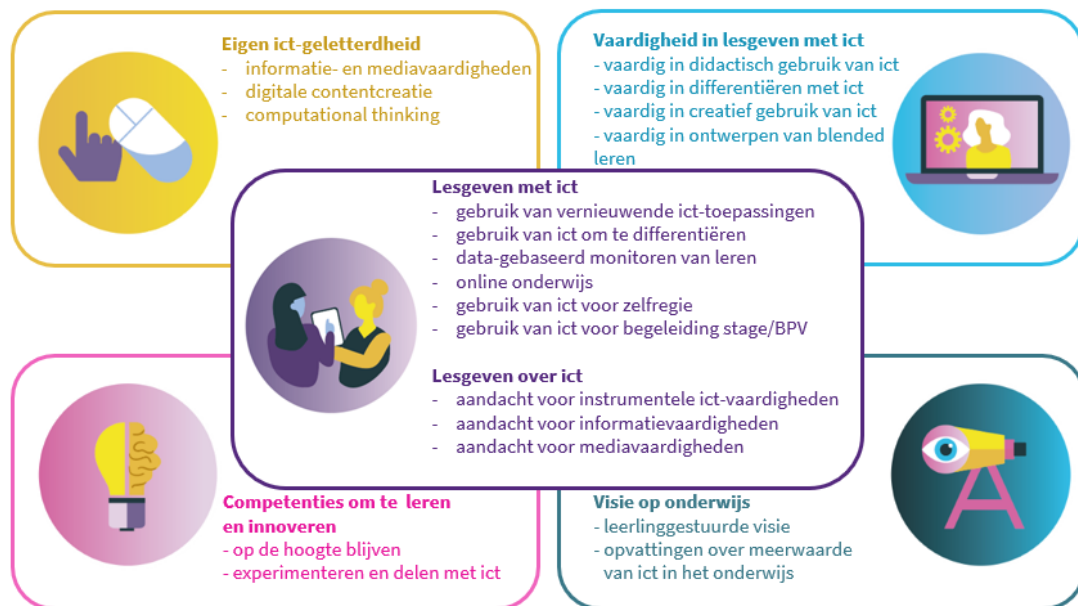 Eigen ict-geletterdheid
- informatie- en mediavaardigheden
- digitale contentcreatie
- computational thinking
Vaardigheid in lesgeven met ict
- vaardig in didactisch gebruik van ict
- vaardig in differentiëren met ict
- vaardig in creatief gebruik van ict
- vaardig in ontwerpen van blended
leren
Lesgeven met ict
- gebruik van vernieuwende ict-toepassingen
- gebruik van ict om te differentiëren
- data-gebaseerd monitoren van leren
- online onderwijs
- gebruik van ict voor zelfregie
- gebruik van ict voor begeleiding stage/BPV
Lesgeven over ict
- aandacht voor instrumentele ict-vaardigheden
- aandacht voor informatievaardigheden
- aandacht voor mediavaardigheden
Competenties om te leren
en innoveren
- op de hoogte blijven
- experimenteren en delen met ict
Visie op onderwijs
- leerlinggestuurde visie
- opvattingen over meerwaarde
van ict in het onderwijs